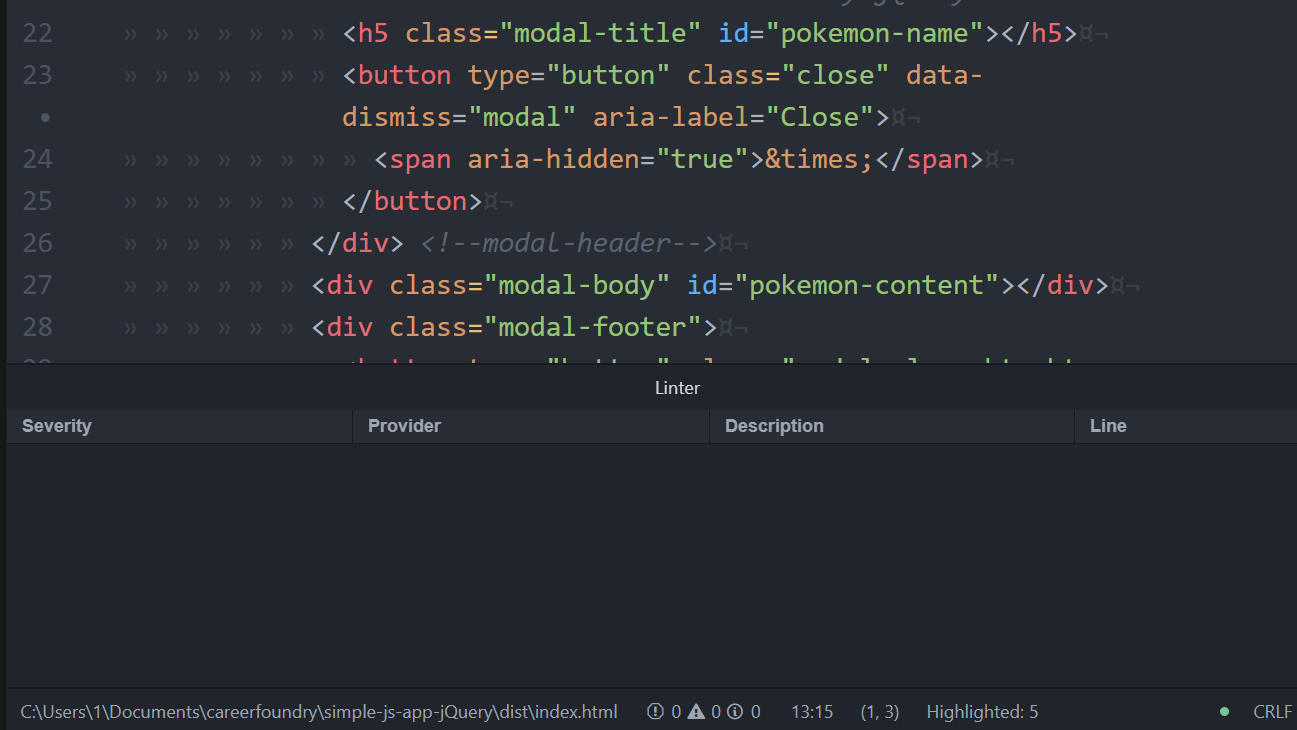 22 » » » » » » » <h5 class="modal-title" id="pokemon-name"></h5>¤¬
23 » » » » » » » <button type="button" class="close" data-
• dismiss="modal" aria-label="Close">¤¬
24 » » » » » » » » <span aria-hidden="true">&times;</span>¤¬
25 » » » » » » » </button>¤¬
26 » » » » » » </div> <!--modal-header-->¤¬
27 » » » » » » <div class="modal-body" id="pokemon-content"></div>¤¬
28 » » » » » » <div class="modal-footer">¤¬
Linter
Severity Provider Description Line
C:\Users\1\Documents\careerfoundry\simple-js-app-jQuery\dist\index.html 0 0 0 13:15 (1, 3) Highlighted: 5 CRLF